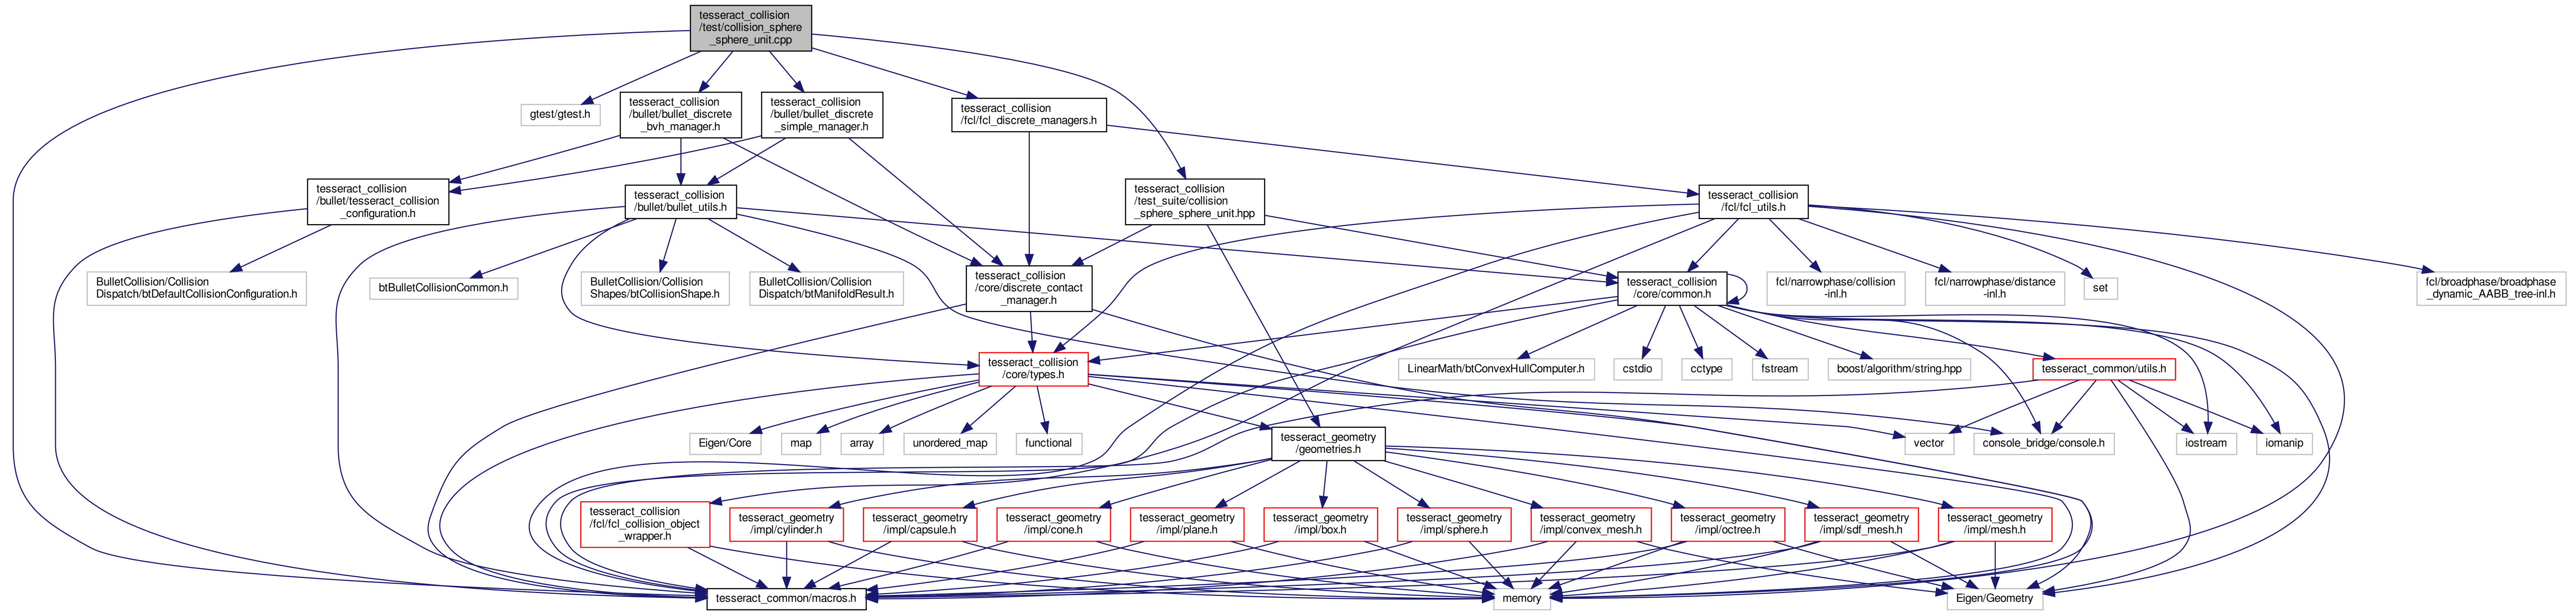 tesseract_collision
/test/collision_sphere
_sphere_unit.cpp
gtest/gtest.h
tesseract_collision
/bullet/bullet_discrete
_bvh_manager.h
tesseract_collision
/bullet/bullet_discrete
_simple_manager.h
tesseract_collision
/fcl/fcl_discrete_managers.h
tesseract_collision
/bullet/tesseract_collision
_configuration.h
tesseract_collision
/bullet/bullet_utils.h
tesseract_collision
/test_suite/collision
_sphere_sphere_unit.hpp
tesseract_collision
/fcl/fcl_utils.h
BulletCollision/Collision
Dispatch/btDefaultCollisionConfiguration.h
btBulletCollisionCommon.h
BulletCollision/Collision
Shapes/btCollisionShape.h
BulletCollision/Collision
Dispatch/btManifoldResult.h
tesseract_collision
/core/discrete_contact
_manager.h
tesseract_collision
/core/common.h
fcl/narrowphase/collision
-inl.h
fcl/narrowphase/distance
-inl.h
set
fcl/broadphase/broadphase
_dynamic_AABB_tree-inl.h
tesseract_collision
/core/types.h
LinearMath/btConvexHullComputer.h
cstdio
cctype
fstream
boost/algorithm/string.hpp
tesseract_common/utils.h
Eigen/Core
map
array
unordered_map
functional
tesseract_geometry
/geometries.h
vector
console_bridge/console.h
iostream
iomanip
tesseract_collision
/fcl/fcl_collision_object
_wrapper.h
tesseract_geometry
/impl/cylinder.h
tesseract_geometry
/impl/capsule.h
tesseract_geometry
/impl/cone.h
tesseract_geometry
/impl/plane.h
tesseract_geometry
/impl/box.h
tesseract_geometry
/impl/sphere.h
tesseract_geometry
/impl/convex_mesh.h
tesseract_geometry
/impl/octree.h
tesseract_geometry
/impl/sdf_mesh.h
tesseract_geometry
/impl/mesh.h
tesseract_common/macros.h
memory
Eigen/Geometry